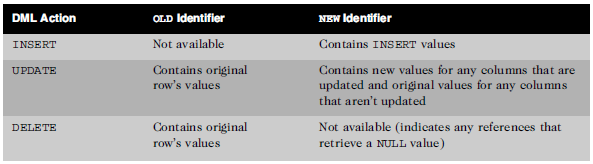 DML Action OLD Identifier NEW Identifier
INSERT Not available Contains INSERT values
UPDATE Contains original Contains new values for any columns that are
row's values updated and original values for any columns
that aren't updated
DELETE Contains original Not available (indicates any references that
row's values retrieve a NULL value)